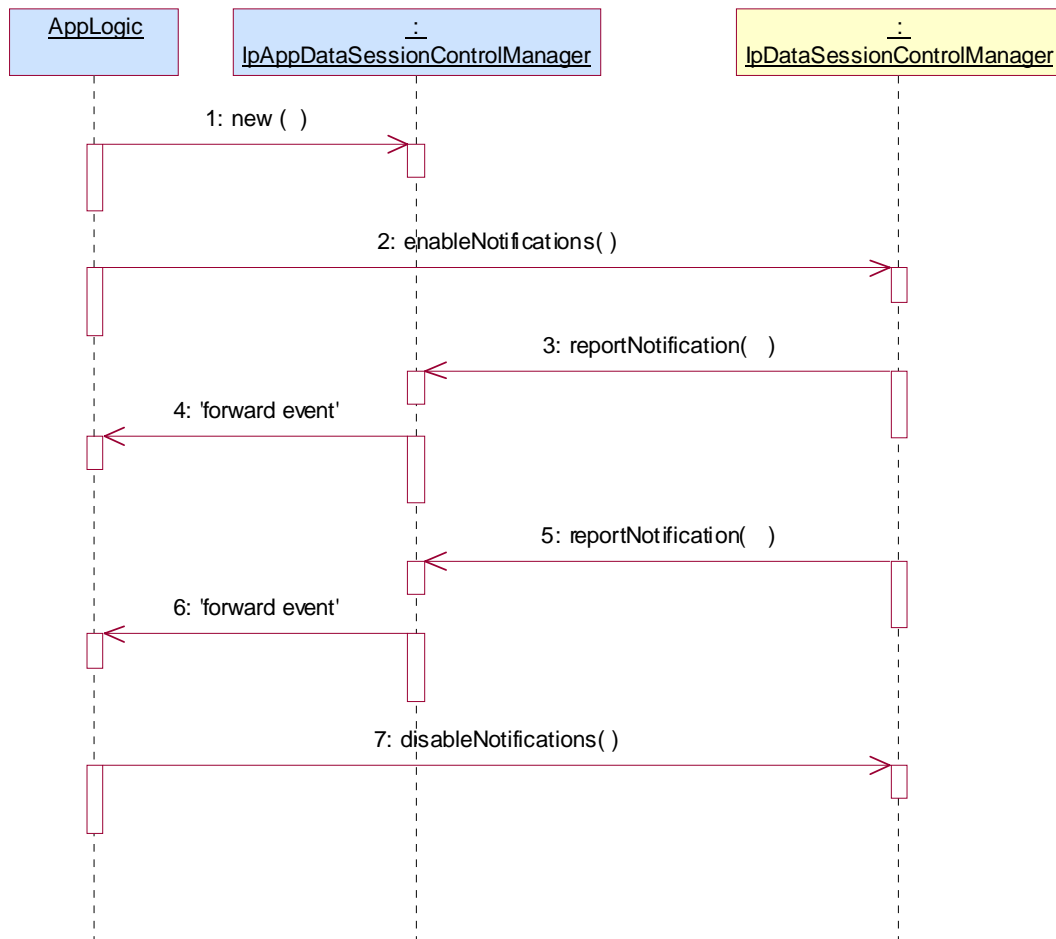 AppLogic
:
IpAppDataSessionControlManager
:
IpDataSessionControlManager
1: new ( )
2: enableNotifications( )
3: reportNotification( )
4: 'forward event'
5: reportNotification( )
6: 'forward event'
7: disableNotifications( )